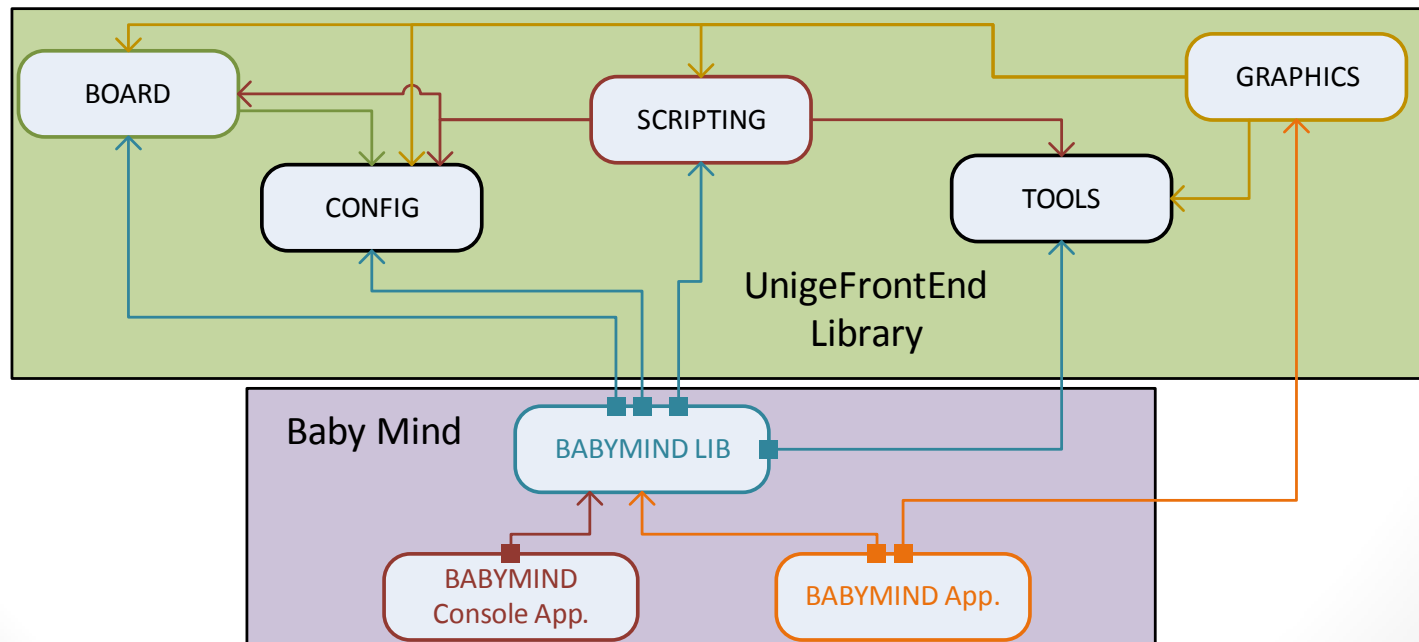 BOARD
SCRIPTING
GRAPHICS
CONFIG
TOOLS
UnigeFrontEnd
Library
Baby Mind
BABYMIND LIB
BABYMIND
Console App.
BABYMIND App.